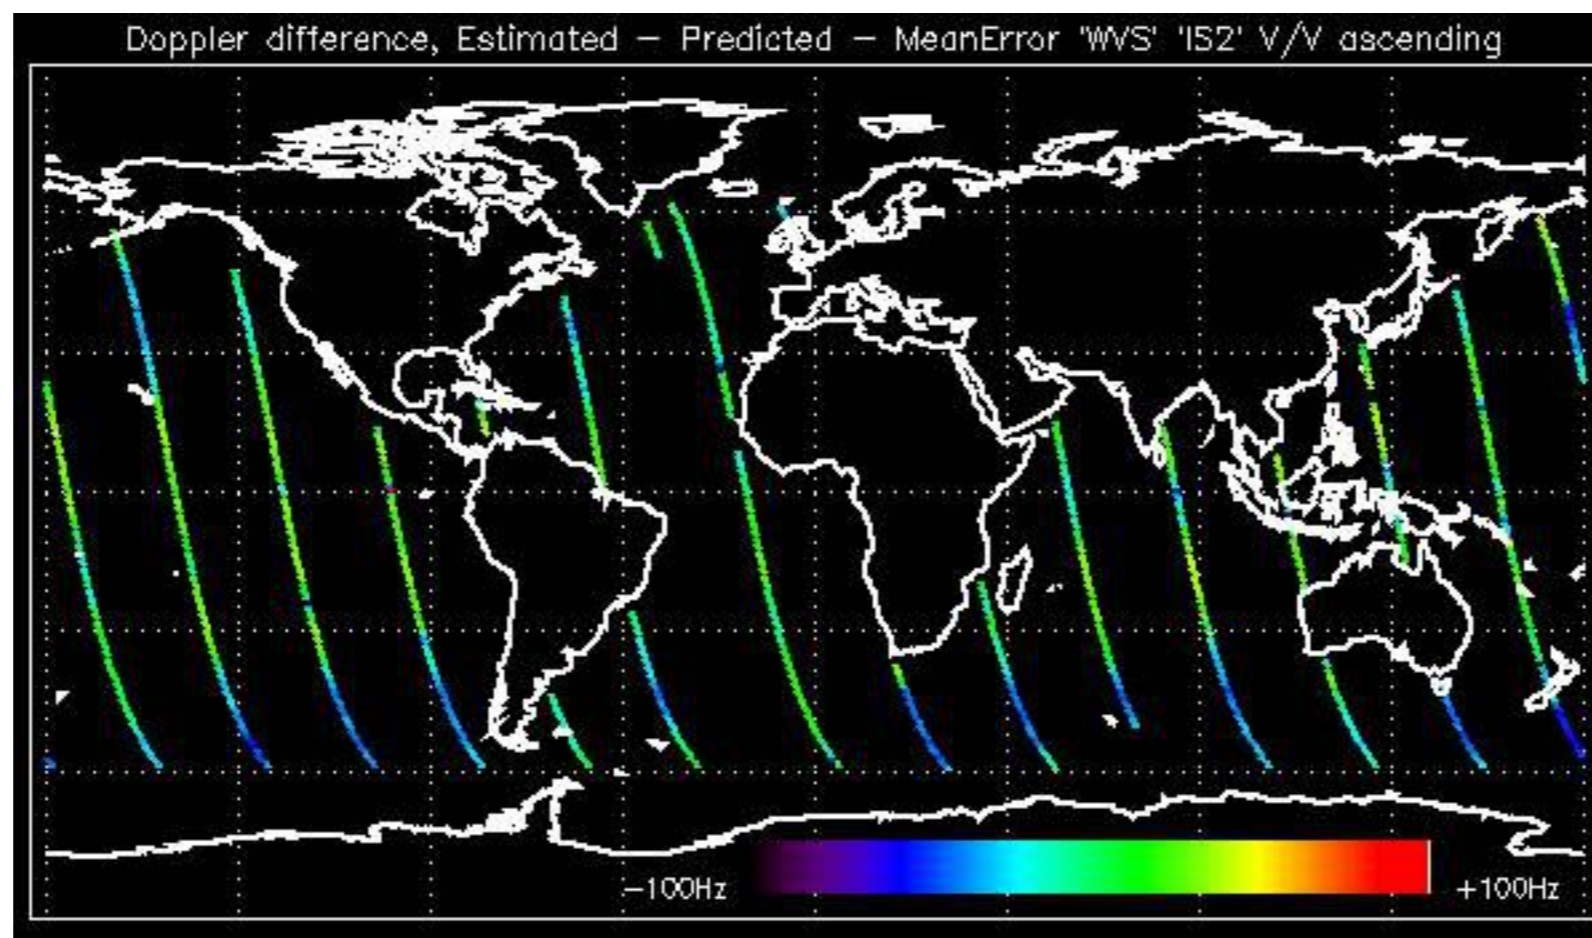 Doppler difference, Estimated – Predicted – MeanError 'WVS' 'IS2' V/V ascending
−100Hz +100Hz